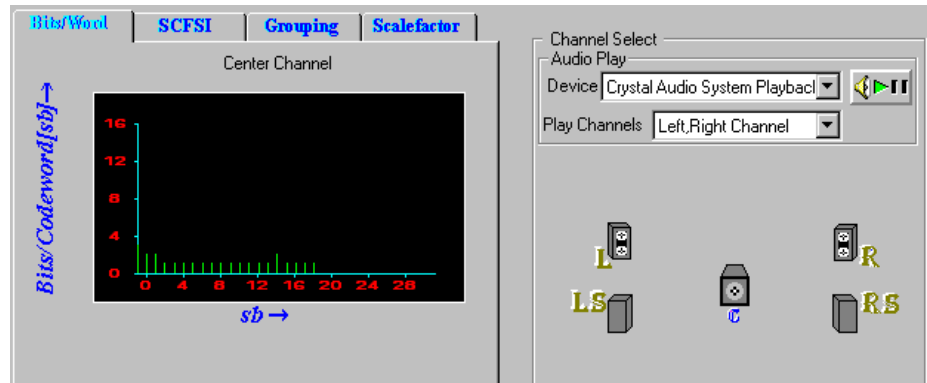 Bits/Word SCFSI Grouping Scalefactor
Center Channel
Bits/Codeword[sb]→
16
12
8
4
0
0 4 8 12 16 20 24 28
sb →
Channel Select
Audio Play
Device Crystal Audio System Playbacl
Play Channels Left,Right Channel
L
R
LS
C
RS